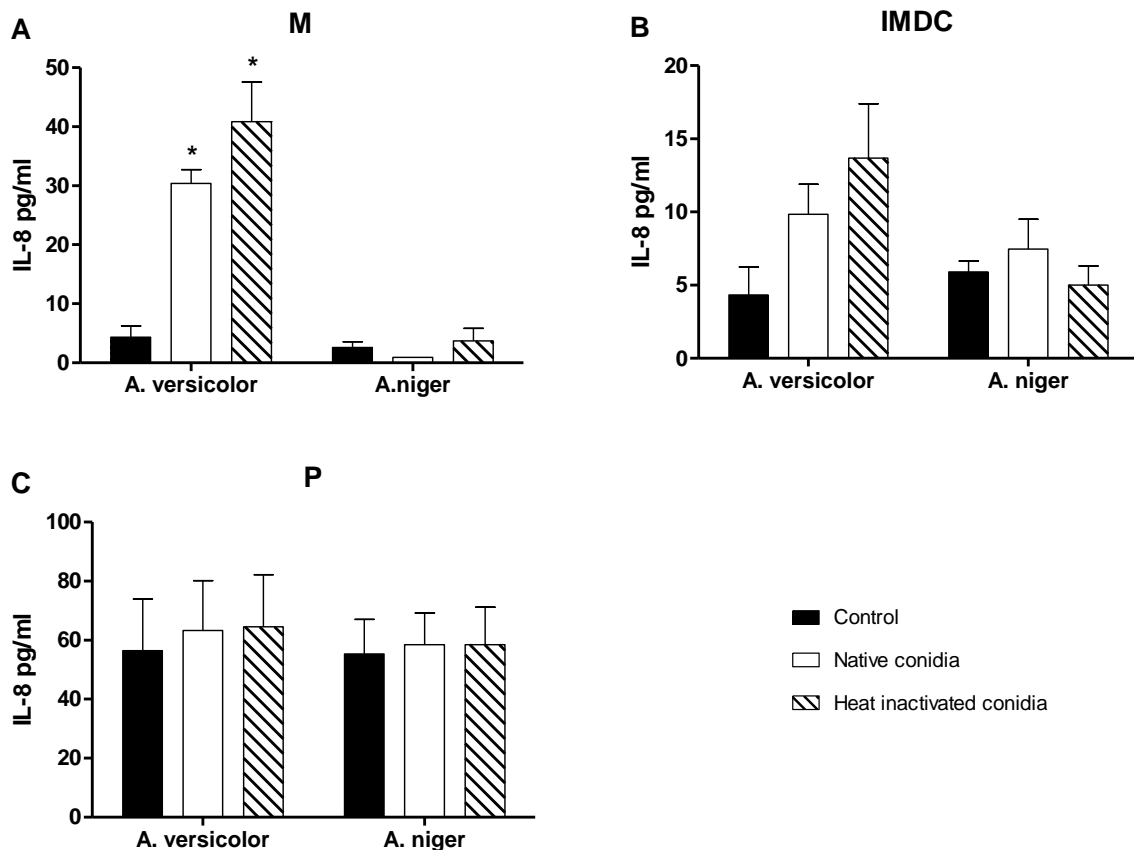 A
M
*
*
50
40
30
20
10
0
IL-8 pg/ml
A. versicolor
A.niger
B
IMDC
20
15
10
5
0
IL-8 pg/ml
A. versicolor
A. niger
C
P
100
80
60
40
20
0
IL-8 pg/ml
A. versicolor
A. niger
Control
Native conidia
Heat inactivated conidia